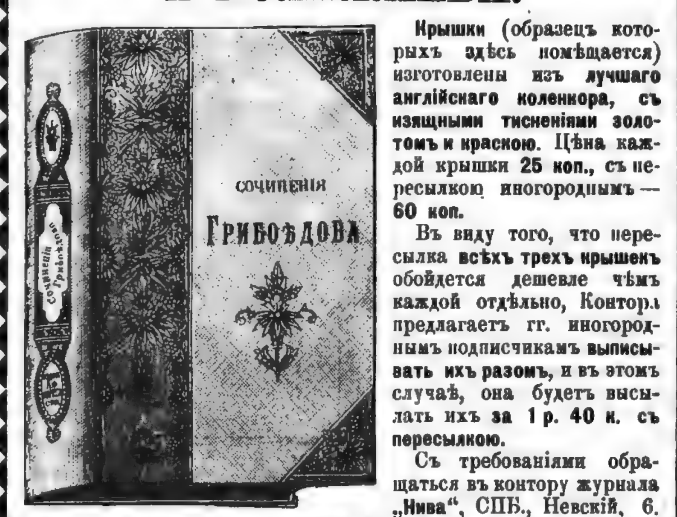 СОЧИНЕНІЯ
ГРИБОѢДОВА
Сочиненія
Грибоѣдова
Крышки (образецъ кото-
рыхъ здѣсь помѣщается)
изготовлены изъ лучшаго
англійскаго коленкора, съ
изящными тисненіями золо-
томъ и краскою. Цѣна каж-
дой крышки 25 коп., съ пе-
ресылкою иногороднымъ —
60 коп.
Въ виду того, что пере-
сылка всѣхъ трехъ крышекъ
обойдется дешевле чѣмъ
каждой отдѣльно, Контора
предлагаетъ гг. иногород-
нымъ подписчикамъ выписы-
вать ихъ разомъ, и въ этомъ
случаѣ, она будетъ высы-
лать ихъ за 1 р. 40 к. съ
пересылкою.
Съ требованіями обра-
щаться въ контору журнала
„Нива“, СПБ., Невскій, 6.